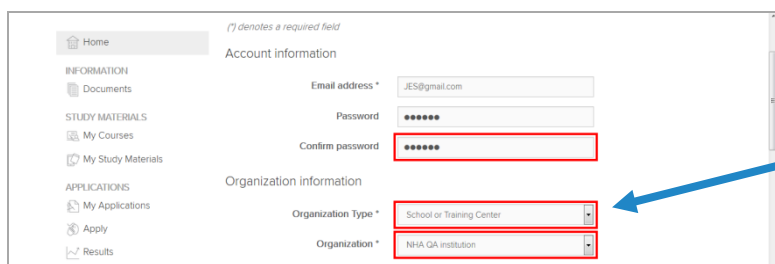 (*) denotes a required field
Home
Account information
INFORMATION
Email address *
JES@gmail.com
Documents
Password
●●●●●●
STUDY MATERIALS
My Courses
Confirm password
●●●●●●
My Study Materials
APPLICATIONS
Organization information
My Applications
Organization Type *
School or Training Center
Apply
Organization *
NHA QA institution
Results